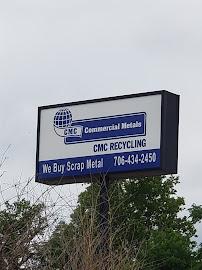 CMC Commercial Metals
CMC RECYCLING
We Buy Scrap Metal 706-434-2450